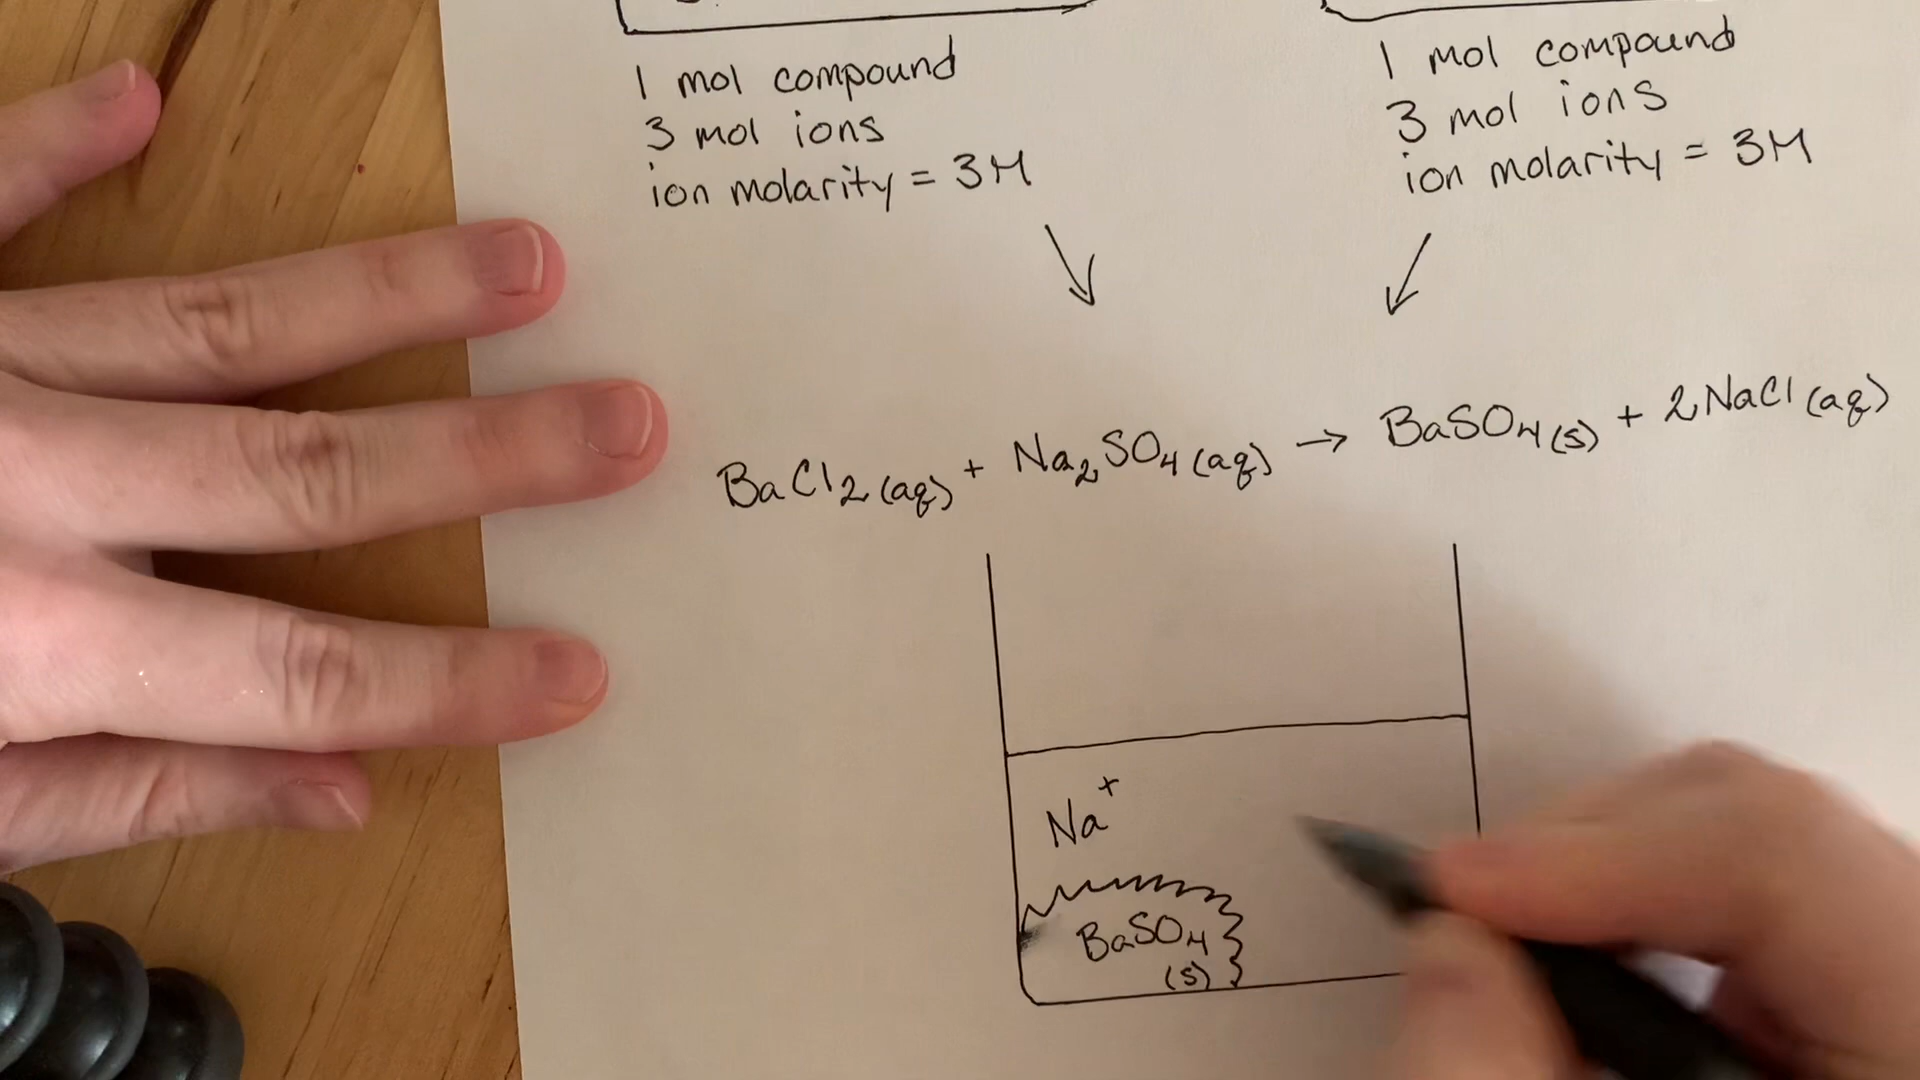 1 mol compound
3 mol ions
ion molarity = 3M
1 mol compound
3 mol ions
ion molarity = 3M
BaCl₂(aq) + Na₂SO₄(aq) → BaSO₄(s) + 2NaCl(aq)
Na⁺
BaSO₄
(s)